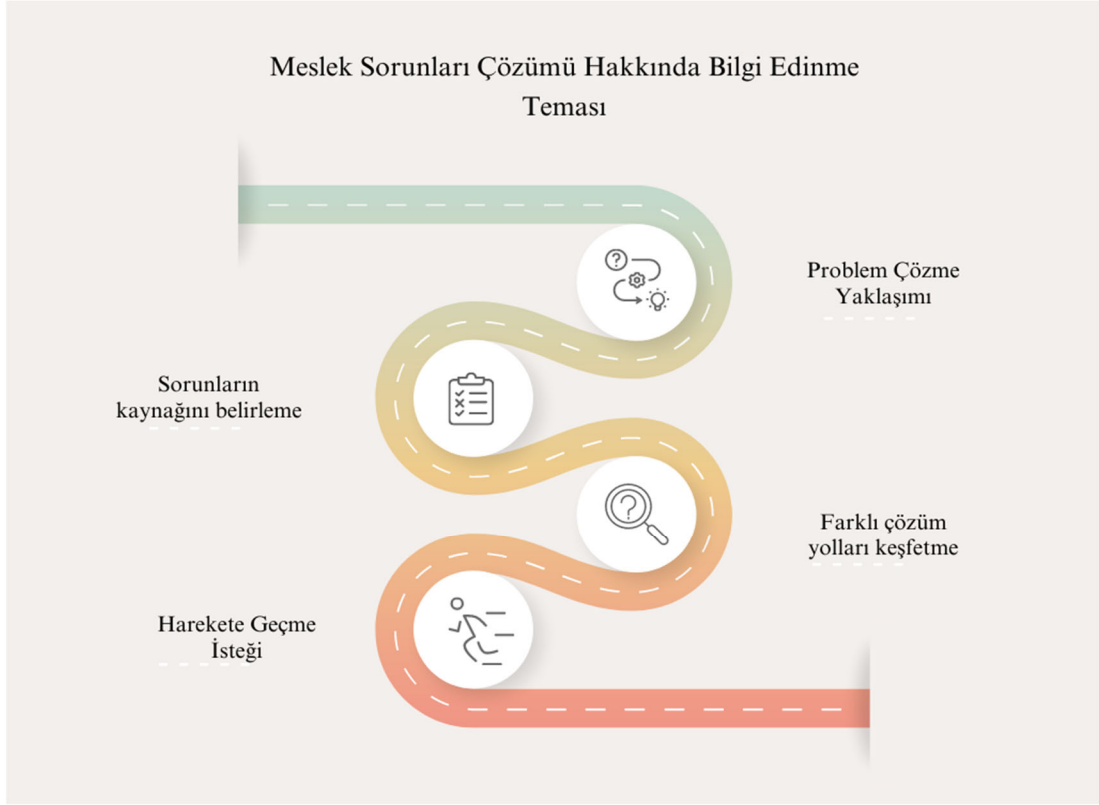 Meslek Sorunları Çözümü Hakkında Bilgi Edinme
Teması
Problem Çözme
Yaklaşımı
Sorunların
kaynağını belirleme
Farklı çözüm
yolları keşfetme
Harekete Geçme
İsteği